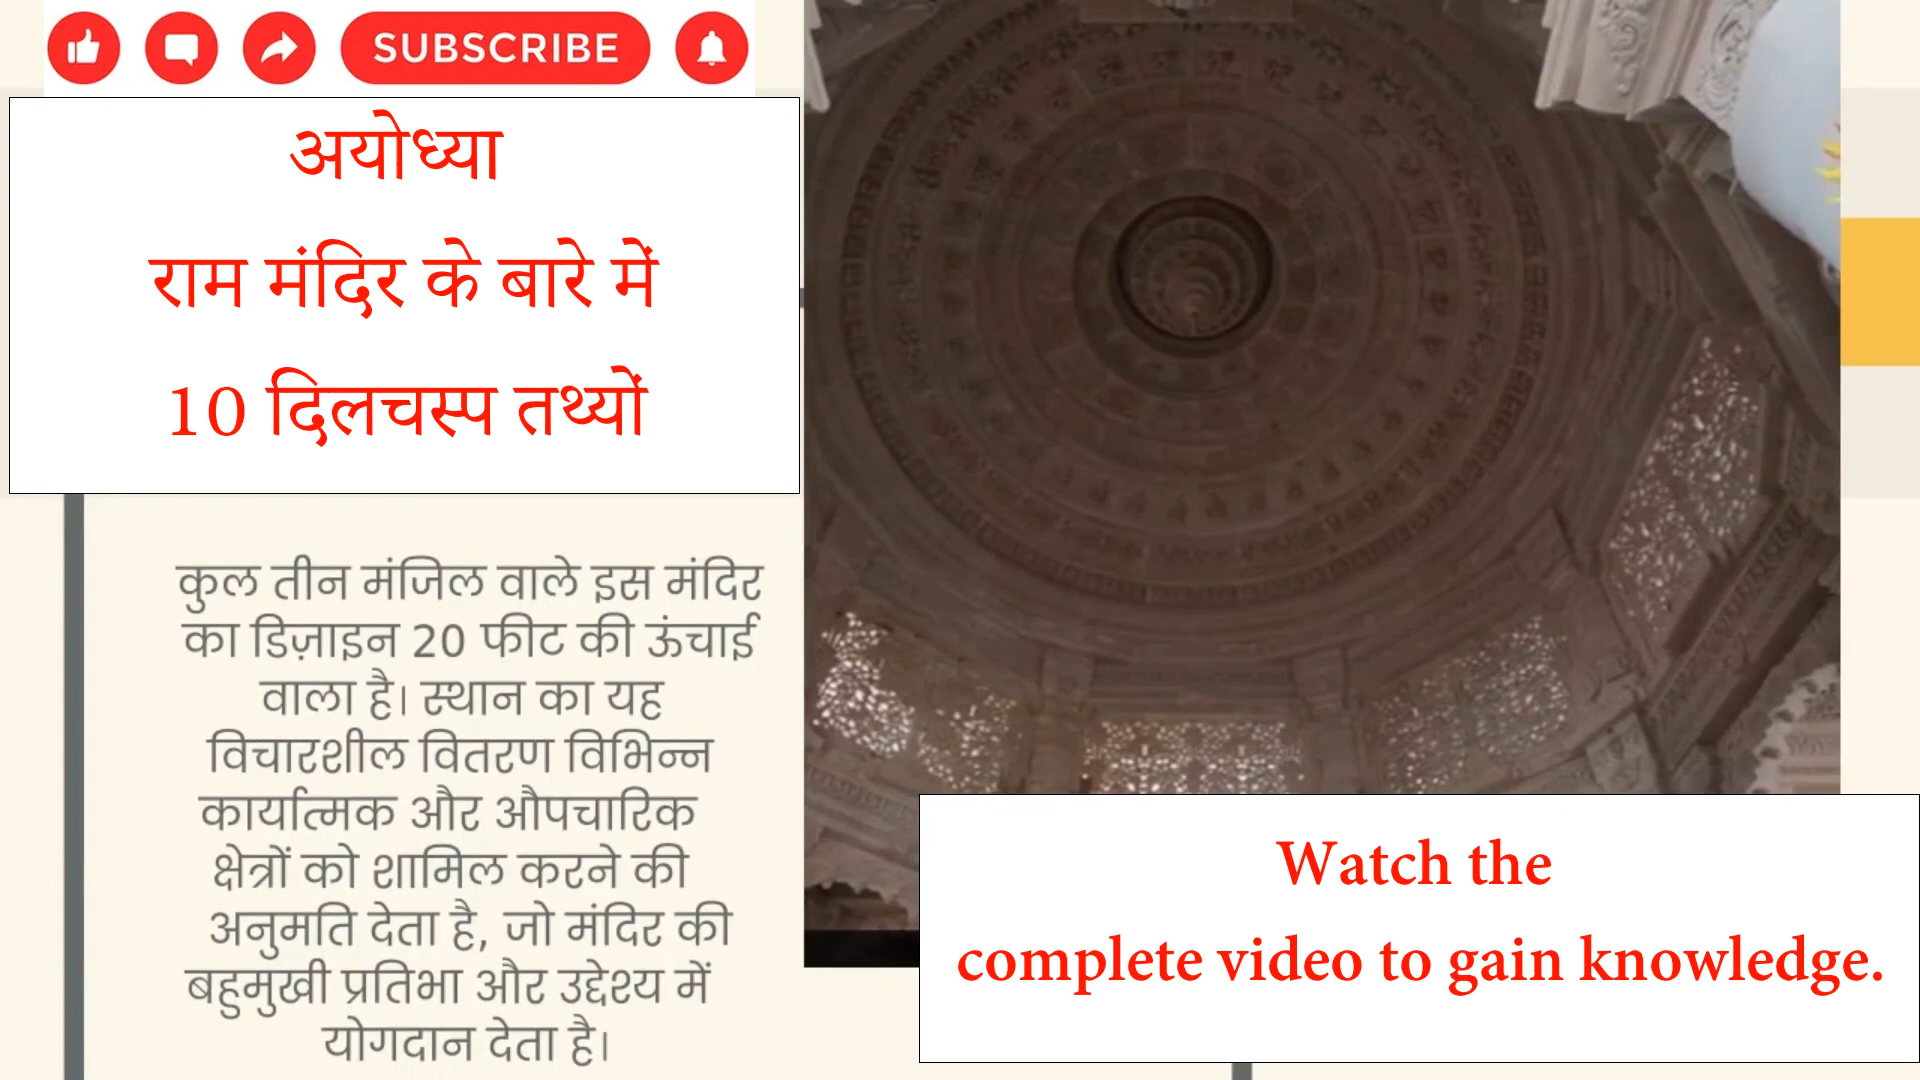 SUBSCRIBE
अयोध्या
राम मंदिर के बारे में
10 दिलचस्प तथ्यों
कुल तीन मंजिल वाले इस मंदिर
का डिज़ाइन 20 फीट की ऊंचाई
वाला है। स्थान का यह
विचारशील वितरण विभिन्न
कार्यात्मक और औपचारिक
क्षेत्रों को शामिल करने की
अनुमति देता है, जो मंदिर की
बहुमुखी प्रतिभा और उद्देश्य में
योगदान देता है।
Watch the
complete video to gain knowledge.